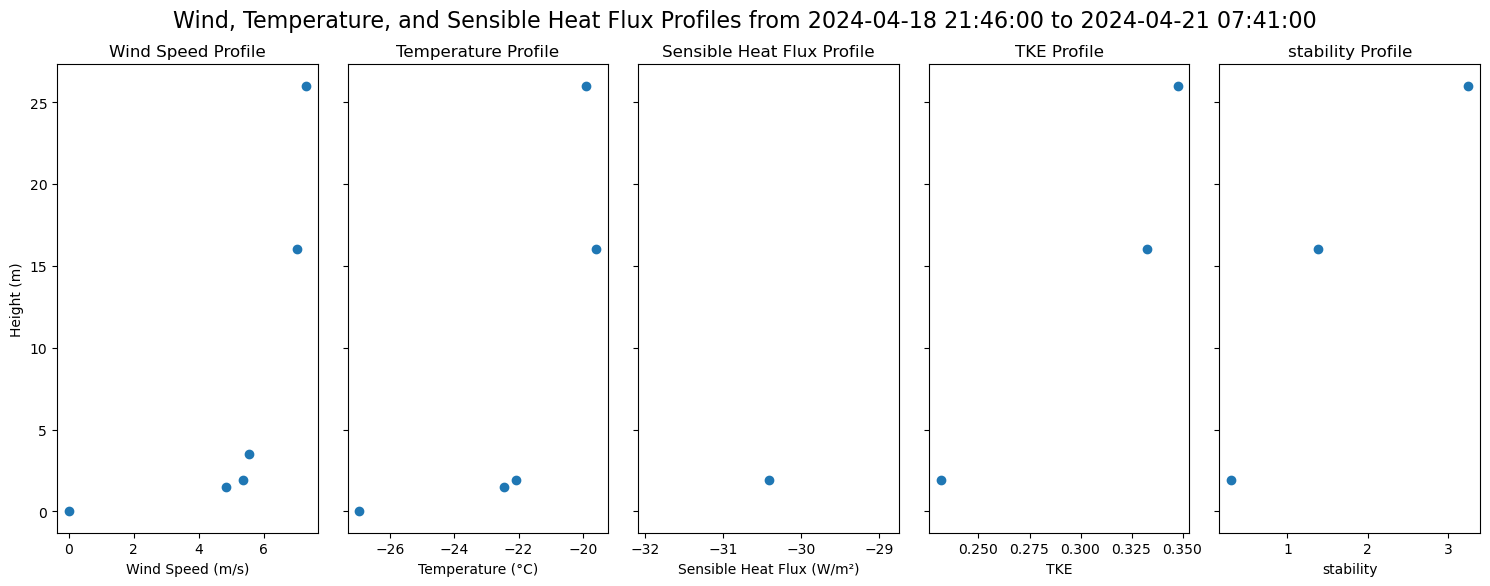 Wind, Temperature, and Sensible Heat Flux Profiles from 2024-04-18 21:46:00 to 2024-04-21 07:41:00
Wind Speed Profile
Temperature Profile
Sensible Heat Flux Profile
TKE Profile
stability Profile
25
20
15
10
5
0
Height (m)
0 2 4 6
−26 −24 −22 −20
−32 −31 −30 −29
0.250 0.275 0.300 0.325 0.350
1 2 3
Wind Speed (m/s)
Temperature (°C)
Sensible Heat Flux (W/m²)
TKE
stability